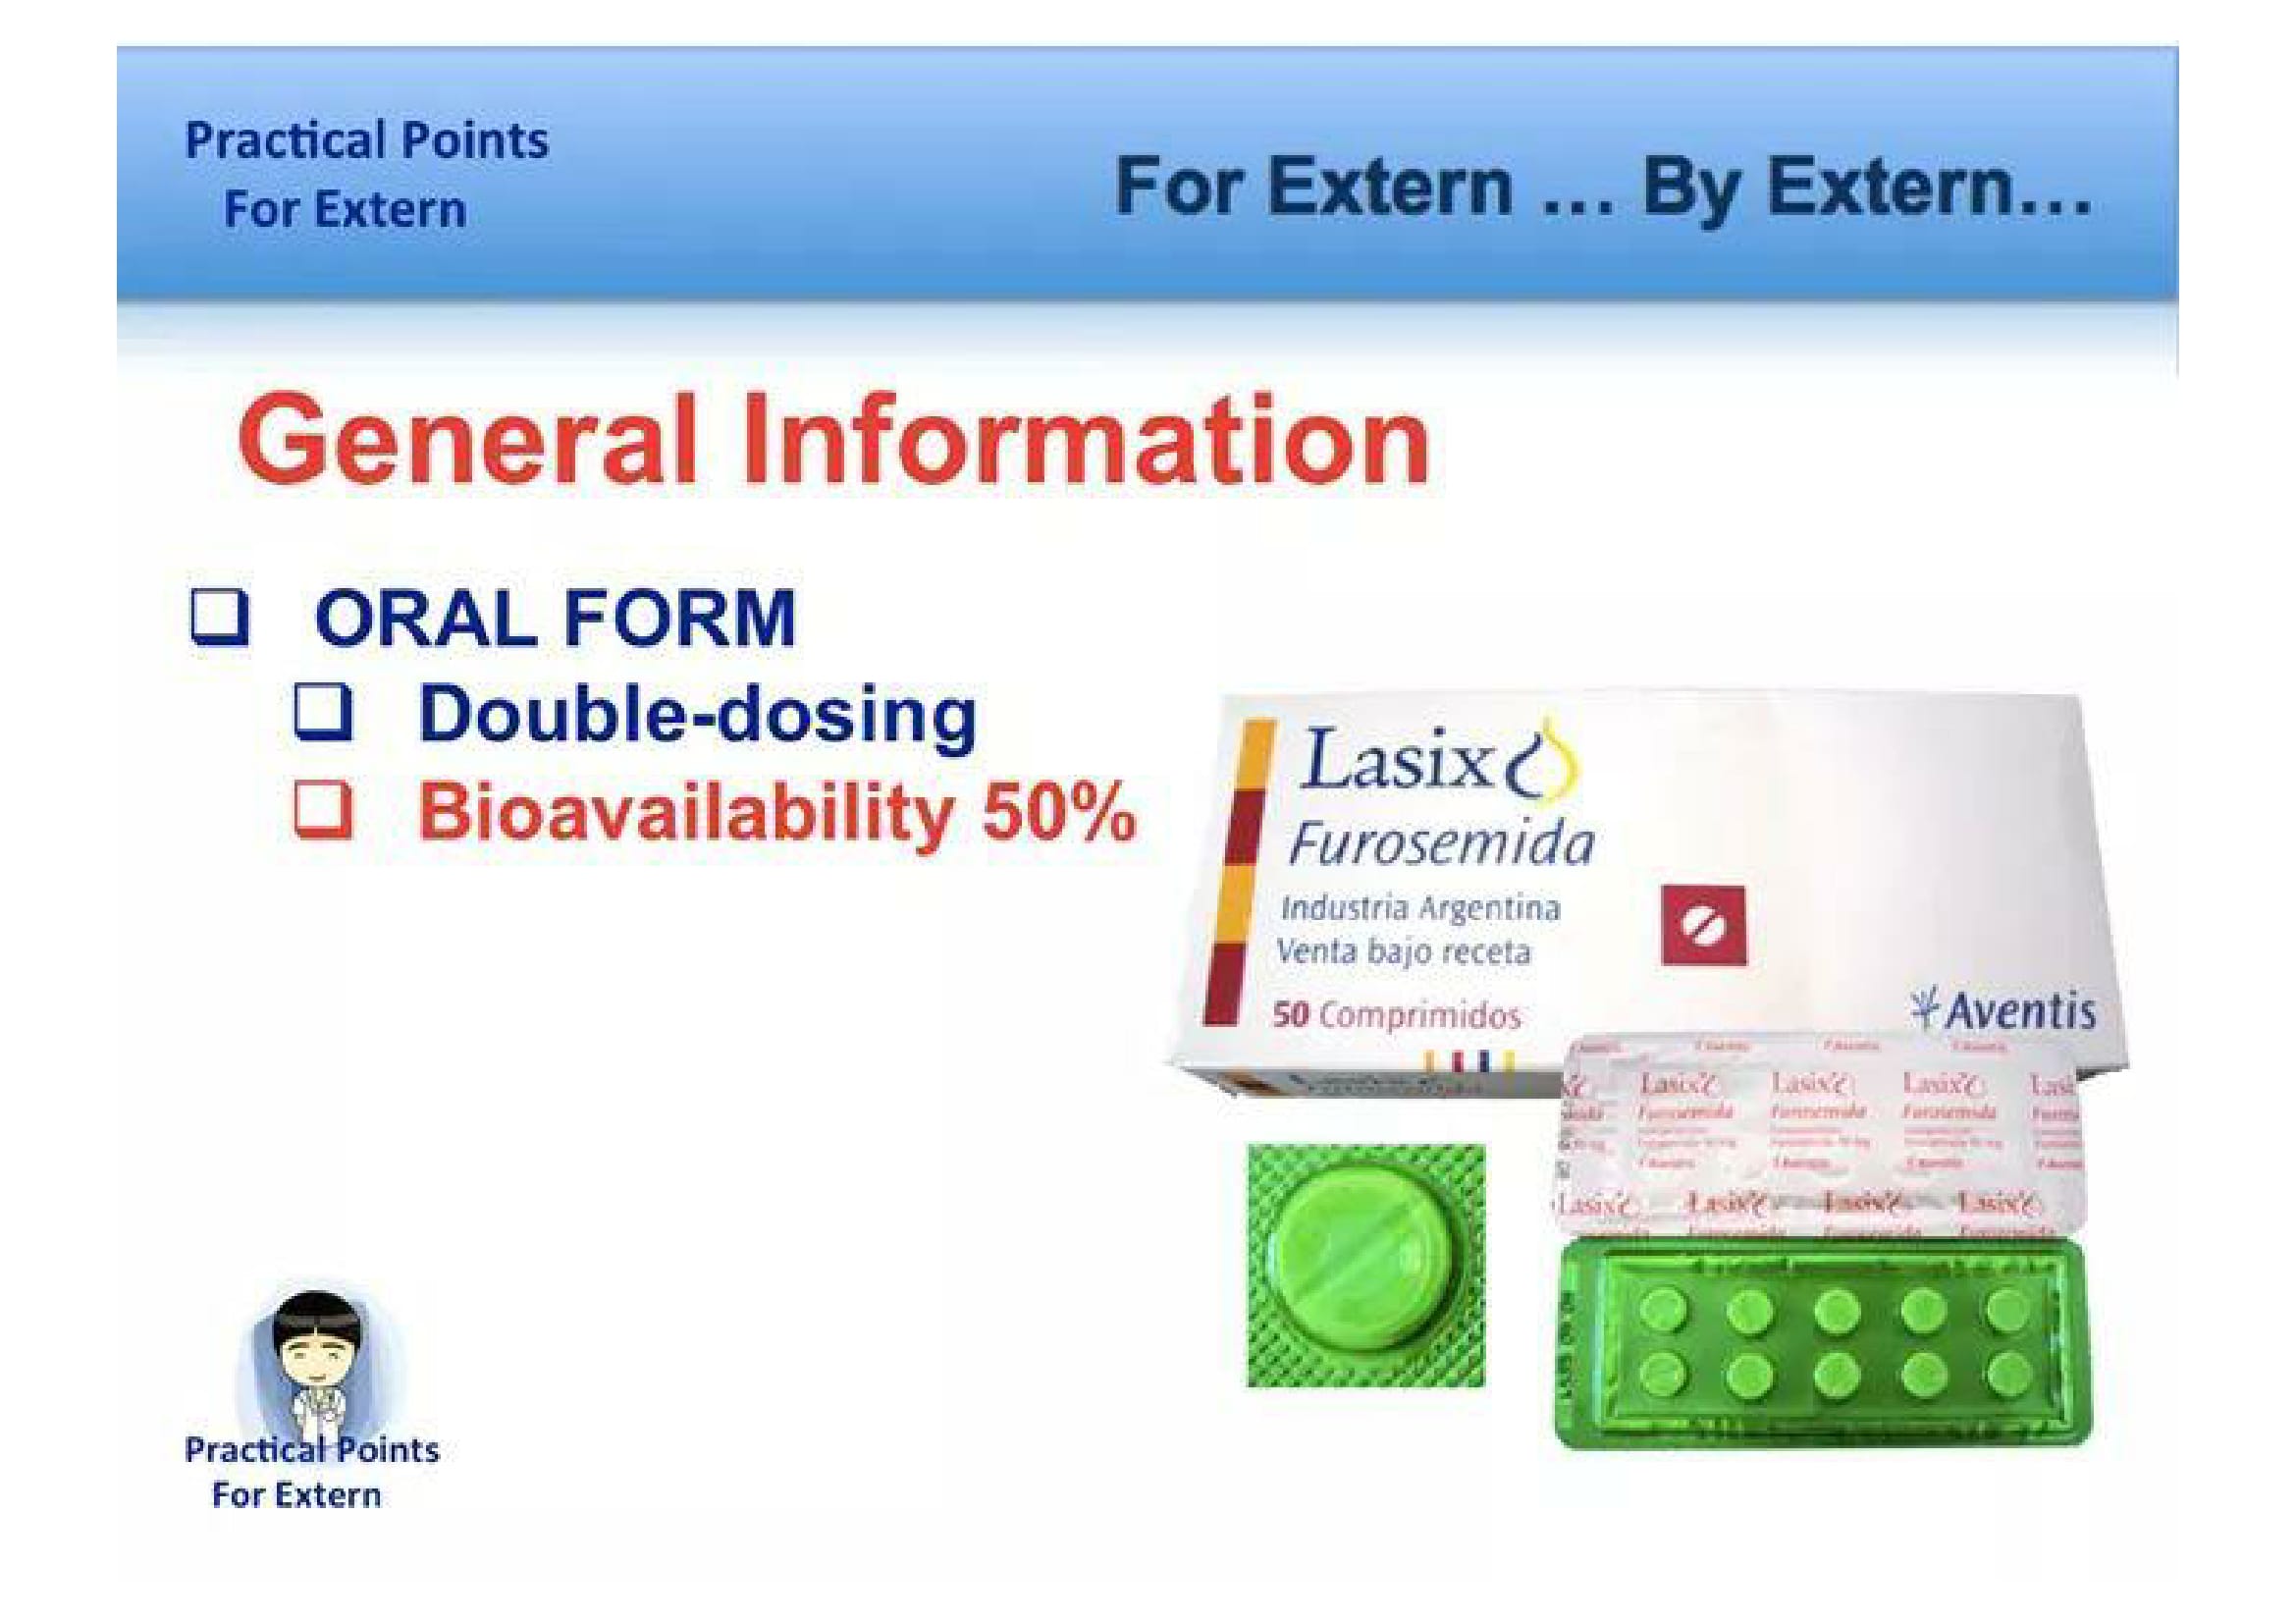 Practical Points
For Extern
For Extern ... By Extern...
General Information
ORAL FORM
Double-dosing
Bioavailability 50%
Lasix
Furosemida
Industria Argentina
Venta bajo receta
50 Comprimidos
Aventis
Lasix Lasix Lasix
Furosemida Furosemida Furosemida
Lasix Lasix Lasix Lasix
Practical Points
For Extern